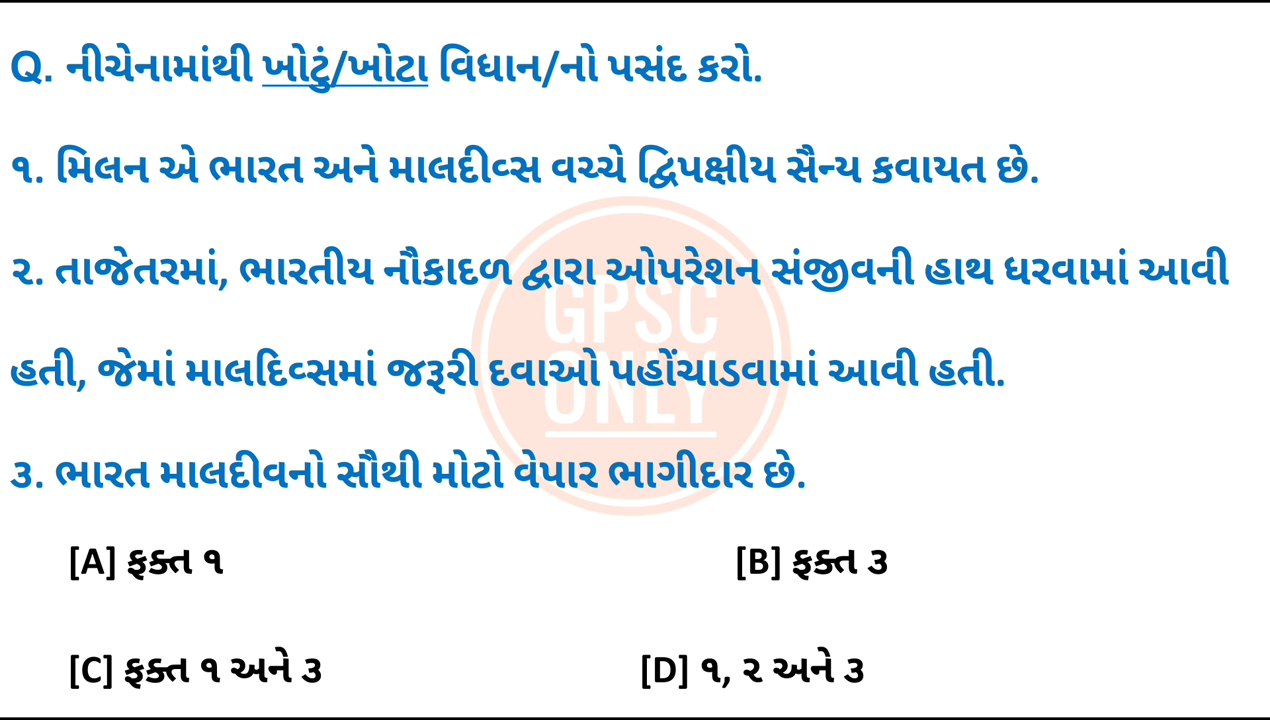 Q. નીચેનામાંથી ખોટું/ખોટા વિધાન/નો પસંદ કરો.
૧. મિલન એ ભારત અને માલદીવ્સ વચ્ચે દ્વિપક્ષીય સૈન્ય કવાયત છે.
૨. તાજેતરમાં, ભારતીય નૌકાદળ દ્વારા ઓપરેશન સંજીવની હાથ ધરવામાં આવી
હતી, જેમાં માલદિવ્સમાં જરૂરી દવાઓ પહોંચાડવામાં આવી હતી.
૩. ભારત માલદીવનો સૌથી મોટો વેપાર ભાગીદાર છે.
GPSC
ONLY
[A] ફક્ત ૧ [B] ફક્ત ૩
[C] ફક્ત ૧ અને ૩ [D] ૧, ૨ અને ૩